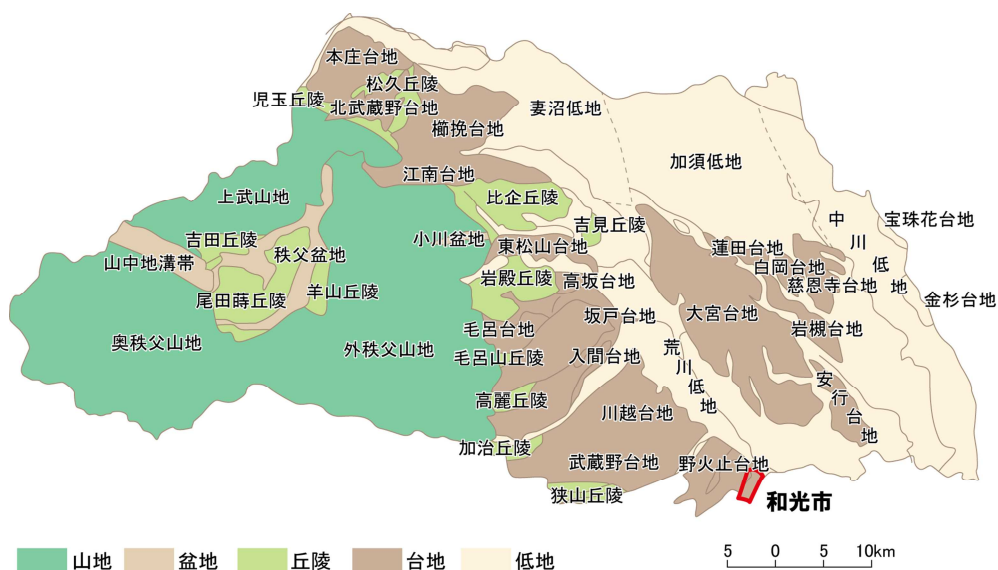 本庄台地
松久丘陵
児玉丘陵
北武蔵野台地
櫛挽台地
妻沼低地
加須低地
江南台地
上武山地
比企丘陵
吉見丘陵
中川低地
宝珠花台地
吉田丘陵
秩父盆地
小川盆地
東松山台地
蓮田台地
白岡台地
山中地溝帯
慈恩寺台地
岩殿丘陵
高坂台地
尾田蒔丘陵
羊山丘陵
金杉台地
大宮台地
坂戸台地
岩槻台地
毛呂台地
奥秩父山地
外秩父山地
毛呂山丘陵
入間台地
荒川低地
安行台地
高麗丘陵
川越台地
加治丘陵
武蔵野台地
野火止台地
狭山丘陵
和光市
山地
盆地
丘陵
台地
低地
5 0 5 10km